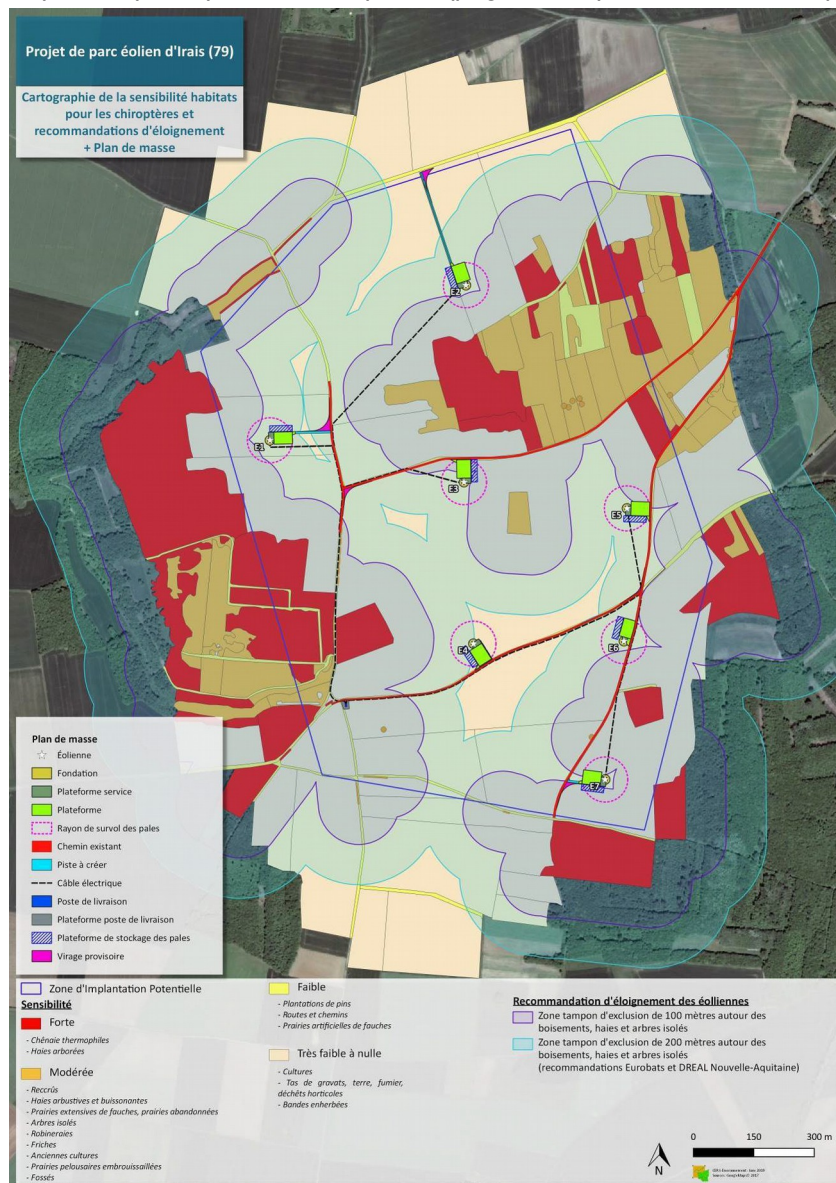 Projet de parc éolien d'Irais (79)
Cartographie de la sensibilité habitats
pour les chiroptères et
recommandations d'éloignement
+ Plan de masse
E2
E1
E3
E5
E4
E6
E7
Plan de masse
Éolienne
Fondation
Plateforme service
Plateforme
Rayon de survol des pales
Chemin existant
Piste à créer
Câble électrique
Poste de livraison
Plateforme poste de livraison
Plateforme de stockage des pales
Virage provisoire
Zone d'Implantation Potentielle
Sensibilité
Forte
- Chênaie thermophiles
- Haies arborées
Modérée
- Reccrûs
- Haies arbustives et buissonantes
- Prairies extensives de fauches, prairies abandonnées
- Arbres isolés
- Robineraies
- Friches
- Anciennes cultures
- Prairies pelousaires embrouissaillées
- Fossés
Faible
- Plantations de pins
- Routes et chemins
- Prairies artificielles de fauches
Très faible à nulle
- Cultures
- Tas de gravats, terre, fumier,
déchêts horticoles
- Bandes enherbées
Recommandation d'éloignement des éolliennes
Zone tampon d'exclusion de 100 mètres autour des
boisements, haies et arbres isolés
Zone tampon d'exclusion de 200 mètres autour des
boisements, haies et arbres isolés
(recommandations Eurobats et DREAL Nouvelle-Aquitaine)
N
0 150 300 m